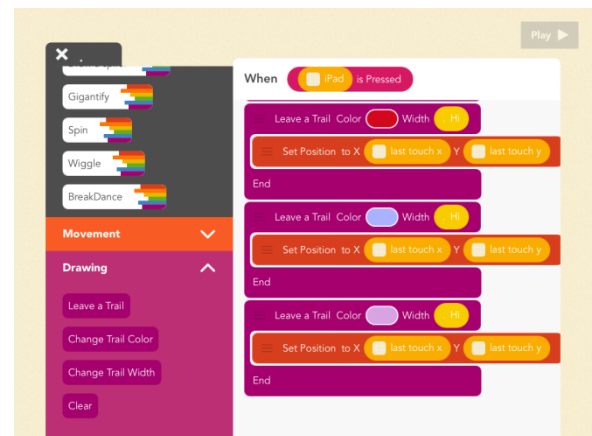 Play
Gigantify
Spin
Wiggle
BreakDance
Movement
Drawing
Leave a Trail
Change Trail Color
Change Trail Width
Clear
When iPad is Pressed
Leave a Trail Color Width Hi
Set Position to X last touch x Y last touch y
End
Leave a Trail Color Width Hi
Set Position to X last touch x Y last touch y
End
Leave a Trail Color Width Hi
Set Position to X last touch x Y last touch y
End